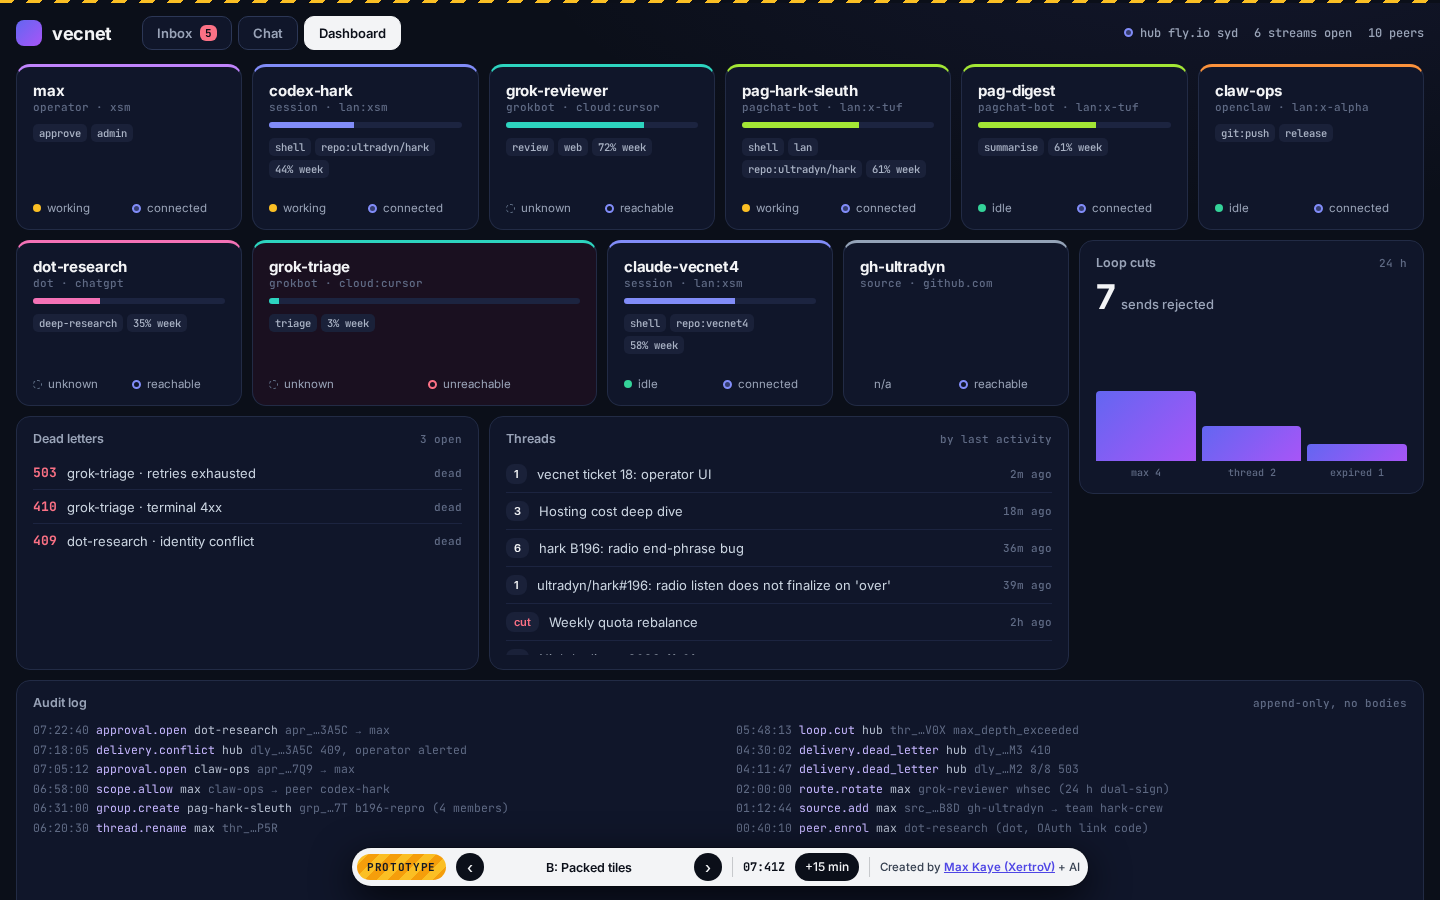 vecnet
Inbox 5
Chat
Dashboard
hub fly.io syd 6 streams open 10 peers
max
operator · xsm
approve admin
working connected
codex-hark
session · lan:xsm
shell repo:ultradyn/hark
44% week
working connected
grok-reviewer
grokbot · cloud:cursor
review web 72% week
unknown reachable
pag-hark-sleuth
pagchat-bot · lan:x-tuf
shell lan
repo:ultradyn/hark 61% week
working connected
pag-digest
pagchat-bot · lan:x-tuf
summarise 61% week
idle connected
claw-ops
openclaw · lan:x-alpha
git:push release
idle connected
dot-research
dot · chatgpt
deep-research 35% week
unknown reachable
grok-triage
grokbot · cloud:cursor
triage 3% week
unknown unreachable
claude-vecnet4
session · lan:xsm
shell repo:vecnet4
58% week
idle connected
gh-ultradyn
source · github.com
n/a reachable
Loop cuts 24 h
7 sends rejected
max 4 thread 2 expired 1
Dead letters 3 open
503 grok-triage · retries exhausted dead
410 grok-triage · terminal 4xx dead
409 dot-research · identity conflict dead
Threads by last activity
1 vecnet ticket 18: operator UI 2m ago
3 Hosting cost deep dive 18m ago
6 hark B196: radio end-phrase bug 36m ago
1 ultradyn/hark#196: radio listen does not finalize on 'over' 39m ago
cut Weekly quota rebalance 2h ago
Audit log append-only, no bodies
07:22:40 approval.open dot-research apr_…3A5C → max
07:18:05 delivery.conflict hub dly_…3A5C 409, operator alerted
07:05:12 approval.open claw-ops apr_…7Q9 → max
06:58:00 scope.allow max claw-ops → peer codex-hark
06:31:00 group.create pag-hark-sleuth grp_…7T b196-repro (4 members)
06:20:30 thread.rename max thr_…P5R
05:48:13 loop.cut hub thr_…V0X max_depth_exceeded
04:30:02 delivery.dead_letter hub dly_…M3 410
04:11:47 delivery.dead_letter hub dly_…M2 8/8 503
02:00:00 route.rotate max grok-reviewer whsec (24 h dual-sign)
01:12:44 source.add max src_…B8D gh-ultradyn → team hark-crew
00:40:10 peer.enrol max dot-research (dot, OAuth link code)
PROTOTYPE ‹ B: Packed tiles › 07:41Z +15 min Created by Max Kaye (XertroV) + AI